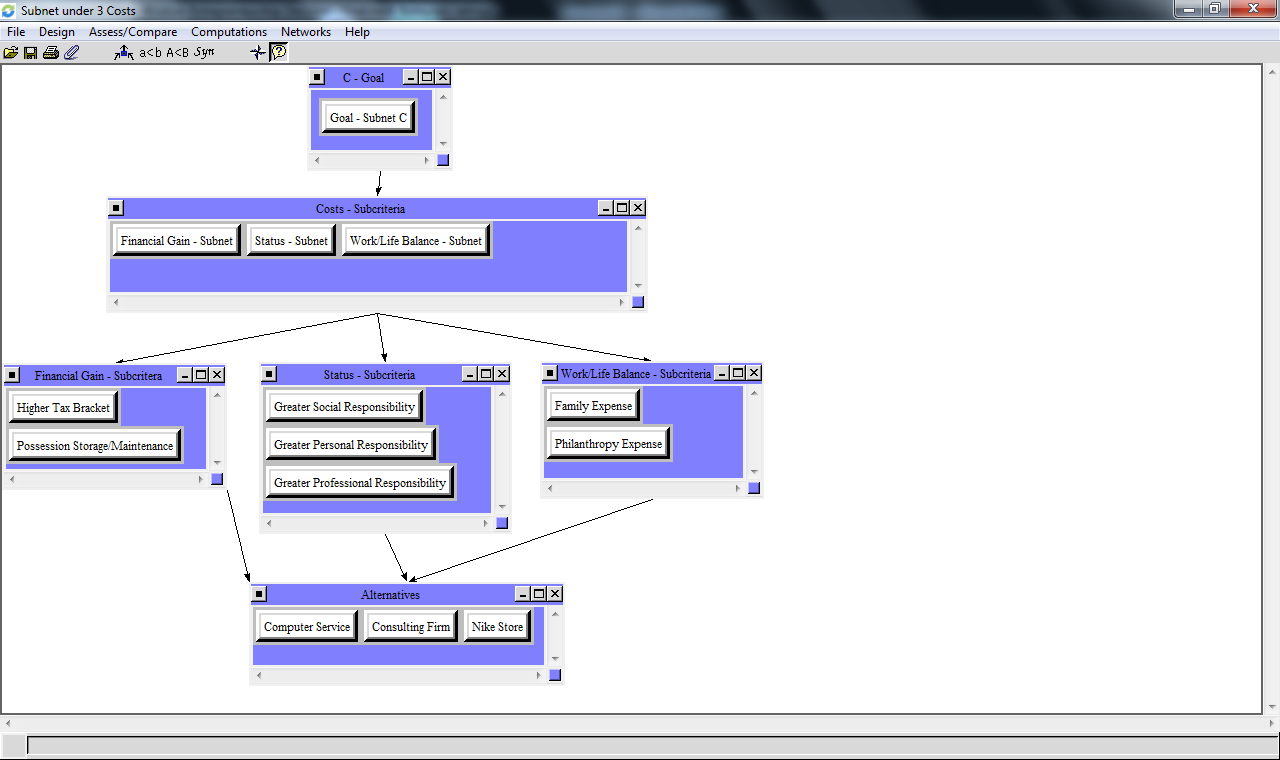 Subnet under 3 Costs
File Design Assess/Compare Computations Networks Help
a<b A<B Syn
C - Goal
Goal - Subnet C
Costs - Subcriteria
Financial Gain - Subnet Status - Subnet Work/Life Balance - Subnet
Financial Gain - Subcritera
Higher Tax Bracket
Possession Storage/Maintenance
Status - Subcriteria
Greater Social Responsibility
Greater Personal Responsibility
Greater Professional Responsibility
Work/Life Balance - Subcriteria
Family Expense
Philanthropy Expense
Alternatives
Computer Service Consulting Firm Nike Store